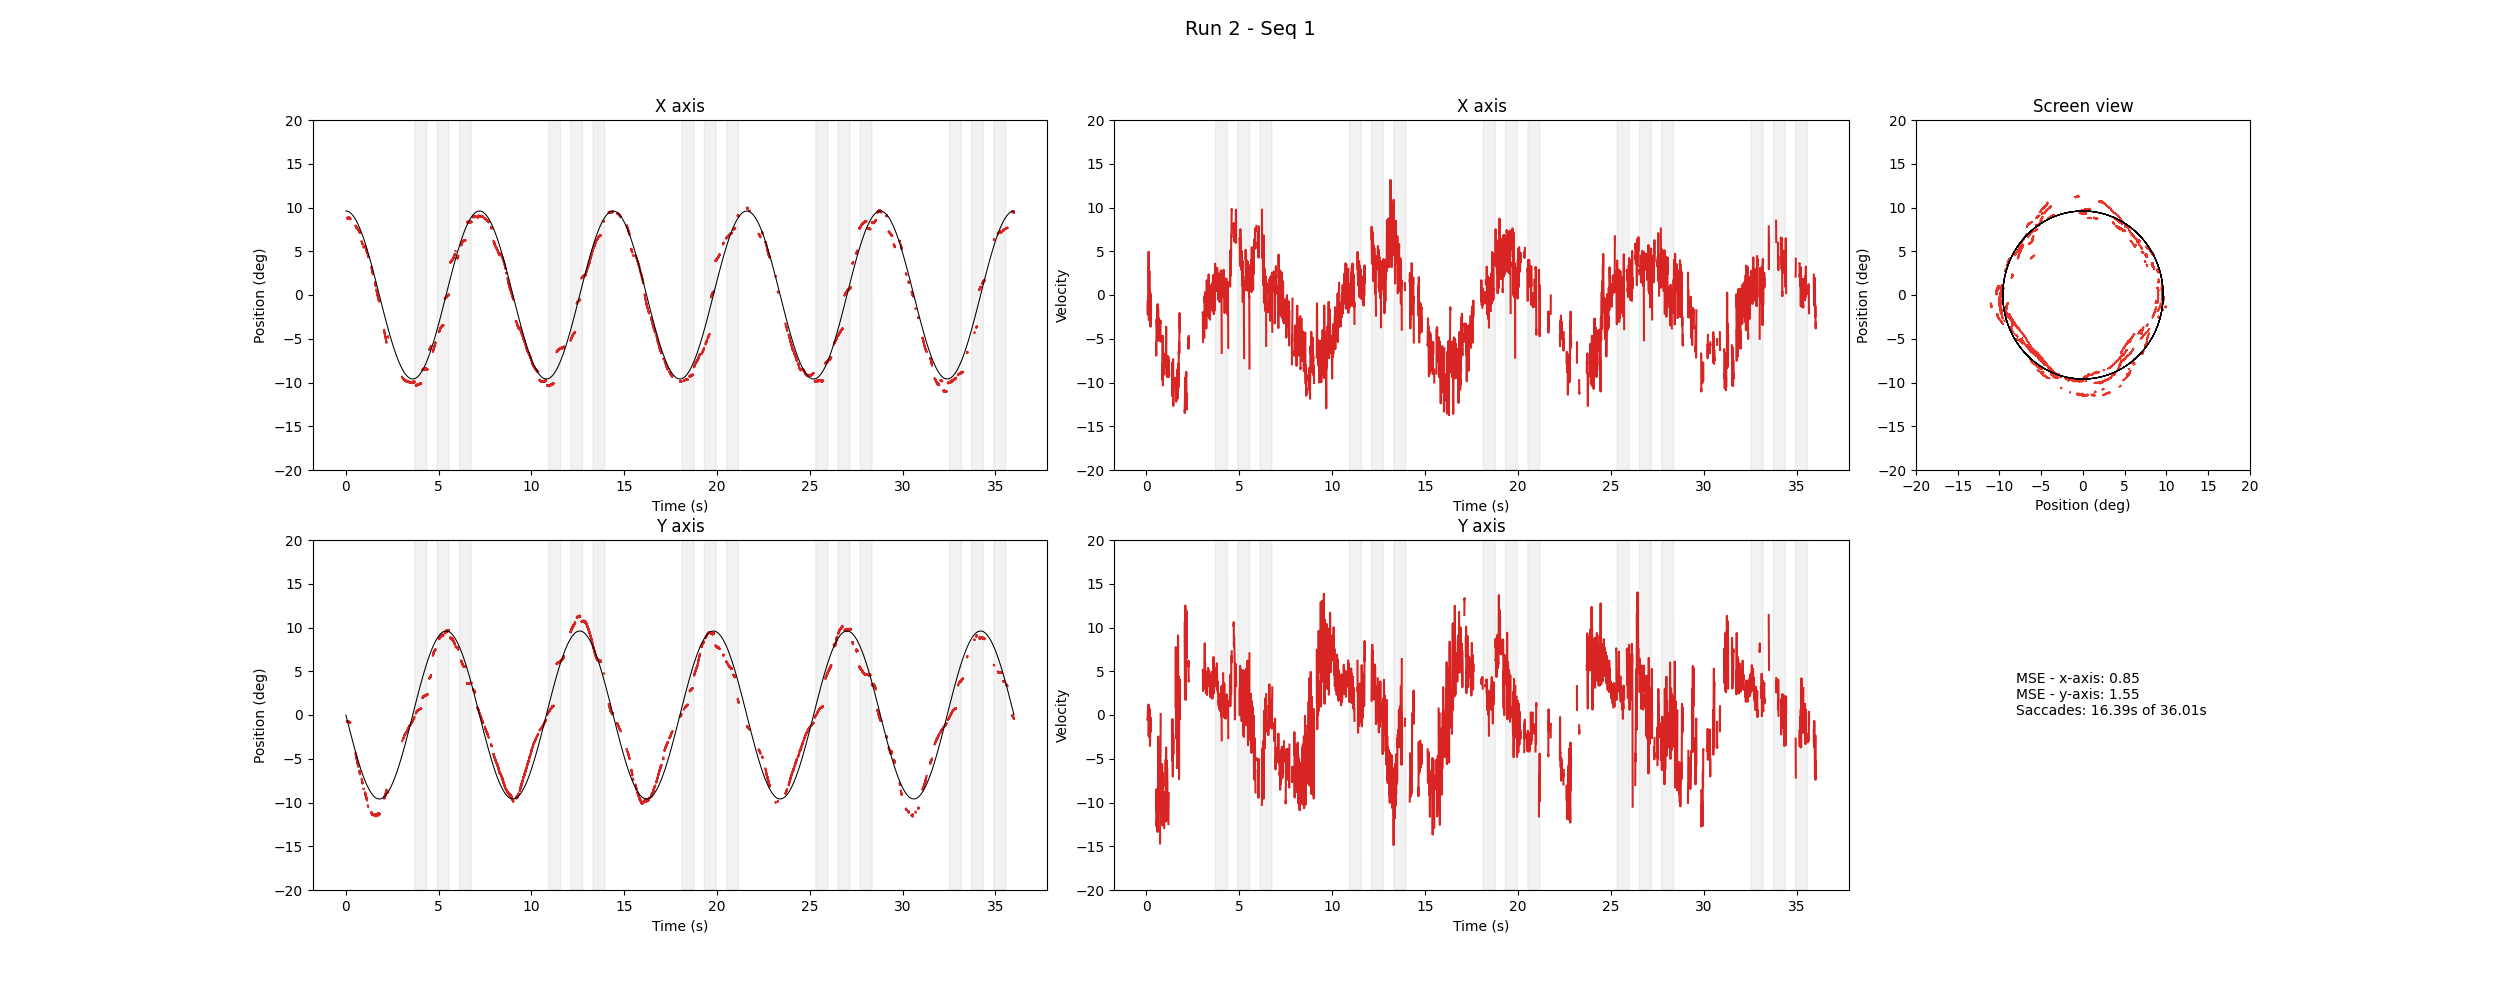 Run 2 - Seq 1
X axis
20
15
10
5
0
−5
−10
−15
−20
Position (deg)
0 5 10 15 20 25 30 35
Time (s)
X axis
20
15
10
5
0
−5
−10
−15
−20
Velocity
0 5 10 15 20 25 30 35
Time (s)
Screen view
20
15
10
5
0
−5
−10
−15
−20
Position (deg)
−20 −15 −10 −5 0 5 10 15 20
Position (deg)
Y axis
20
15
10
5
0
−5
−10
−15
−20
Position (deg)
0 5 10 15 20 25 30 35
Time (s)
Y axis
20
15
10
5
0
−5
−10
−15
−20
Velocity
0 5 10 15 20 25 30 35
Time (s)
MSE - x-axis: 0.85
MSE - y-axis: 1.55
Saccades: 16.39s of 36.01s